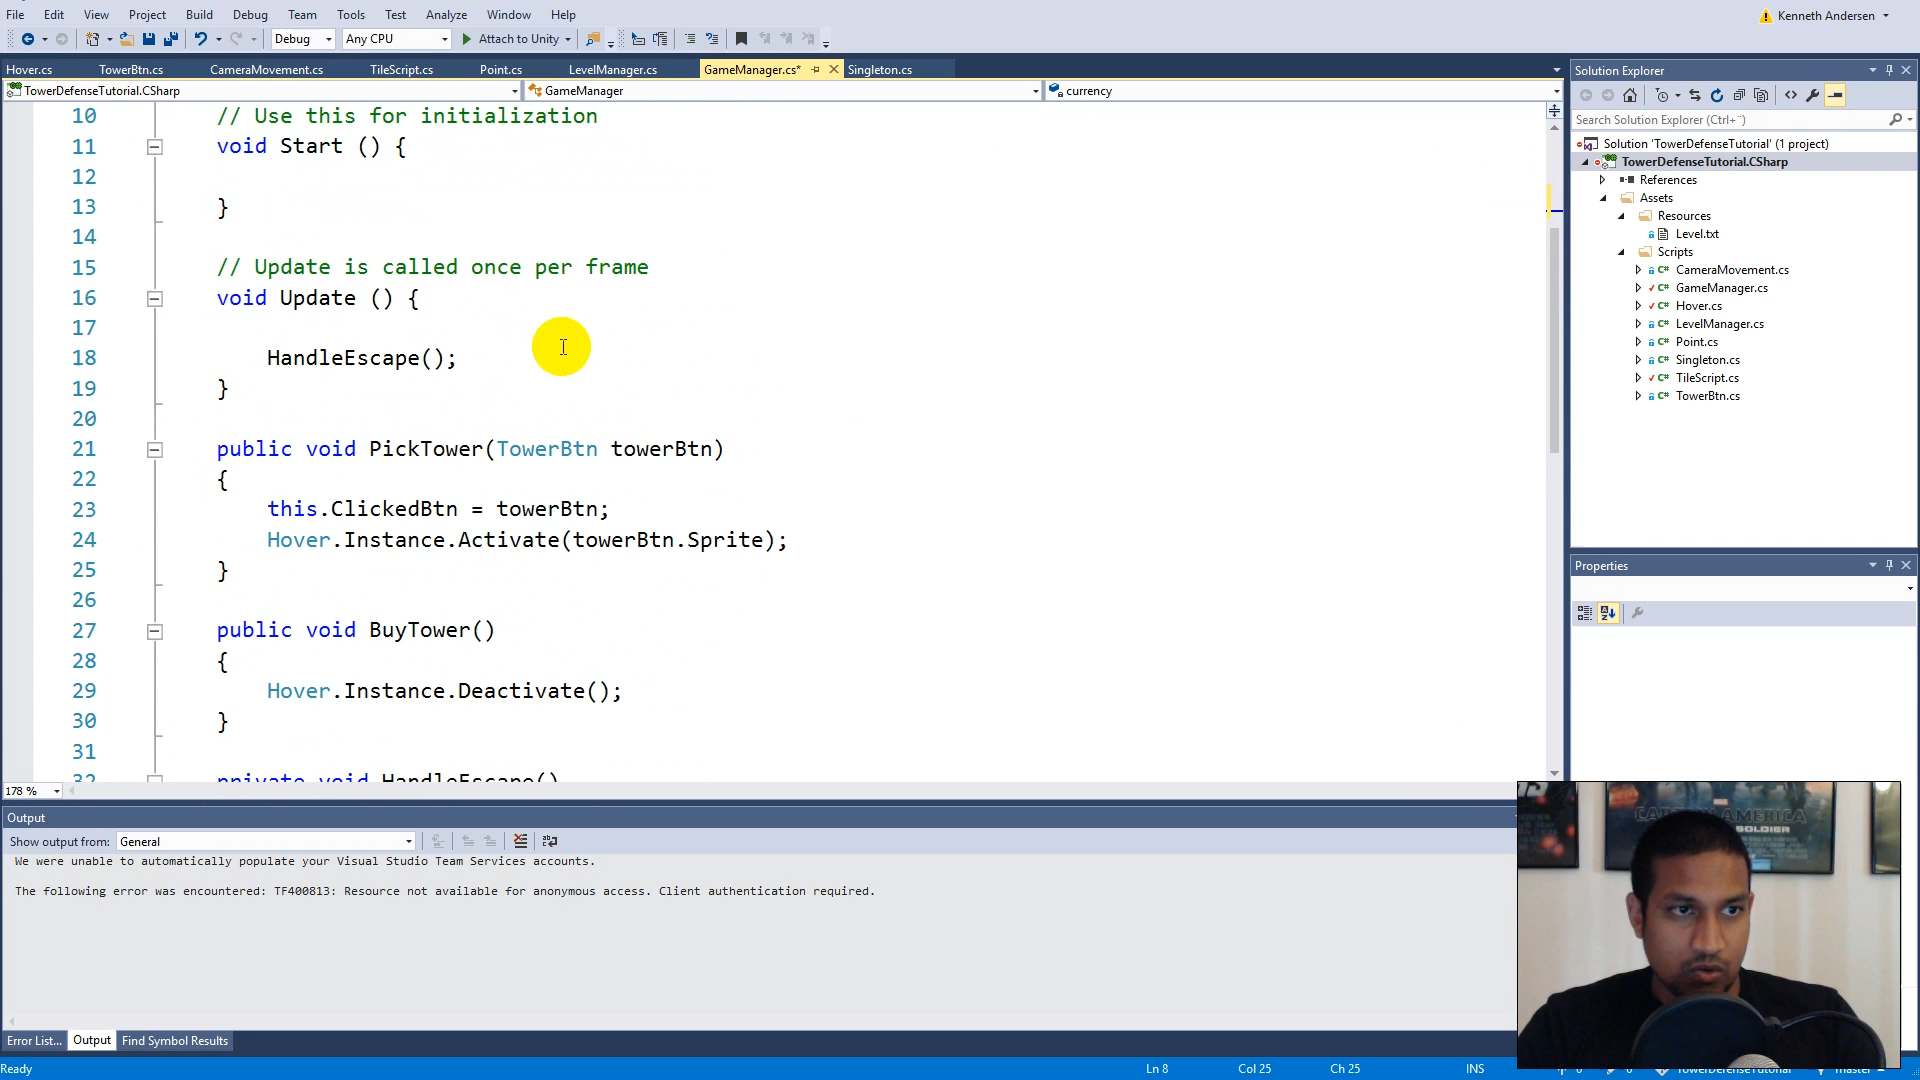 File Edit View Project Build Debug Team Tools Test Analyze Window Help
Kenneth Andersen
Debug Any CPU Attach to Unity
Hover.cs TowerBtn.cs CameraMovement.cs TileScript.cs Point.cs LevelManager.cs GameManager.cs* Singleton.cs
TowerDefenseTutorial.CSharp GameManager currency
10 // Use this for initialization
11 void Start () {
12
13 }
14
15 // Update is called once per frame
16 void Update () {
17
18 HandleEscape();
19 }
20
21 public void PickTower(TowerBtn towerBtn)
22 {
23 this.ClickedBtn = towerBtn;
24 Hover.Instance.Activate(towerBtn.Sprite);
25 }
26
27 public void BuyTower()
28 {
29 Hover.Instance.Deactivate();
30 }
31
32 private void HandleEscape()
178 %
Output
Show output from: General
We were unable to automatically populate your Visual Studio Team Services accounts.
The following error was encountered: TF400813: Resource not available for anonymous access. Client authentication required.
Error List... Output Find Symbol Results
Ready Ln 8 Col 25 Ch 25 INS
Solution Explorer
Search Solution Explorer (Ctrl+¨)
Solution 'TowerDefenseTutorial' (1 project)
TowerDefenseTutorial.CSharp
References
Assets
Resources
Level.txt
Scripts
CameraMovement.cs
GameManager.cs
Hover.cs
LevelManager.cs
Point.cs
Singleton.cs
TileScript.cs
TowerBtn.cs
Properties
CAPTAIN AMERICA
SOLDIER
TowerDefenseTutorial master